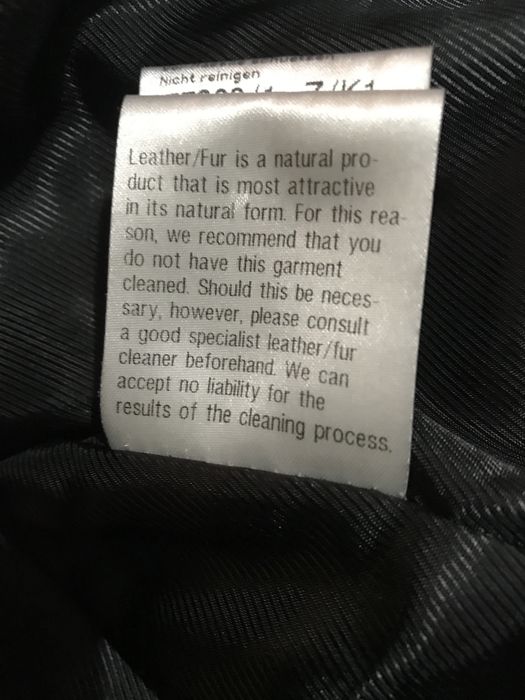 Nicht reinigen
Leather/Fur is a natural pro-
duct that is most attractive
in its natural form. For this rea-
son, we recommend that you
do not have this garment
cleaned. Should this be neces-
sary, however, please consult
a good specialist leather/fur
cleaner beforehand. We can
accept no liability for the
results of the cleaning process.